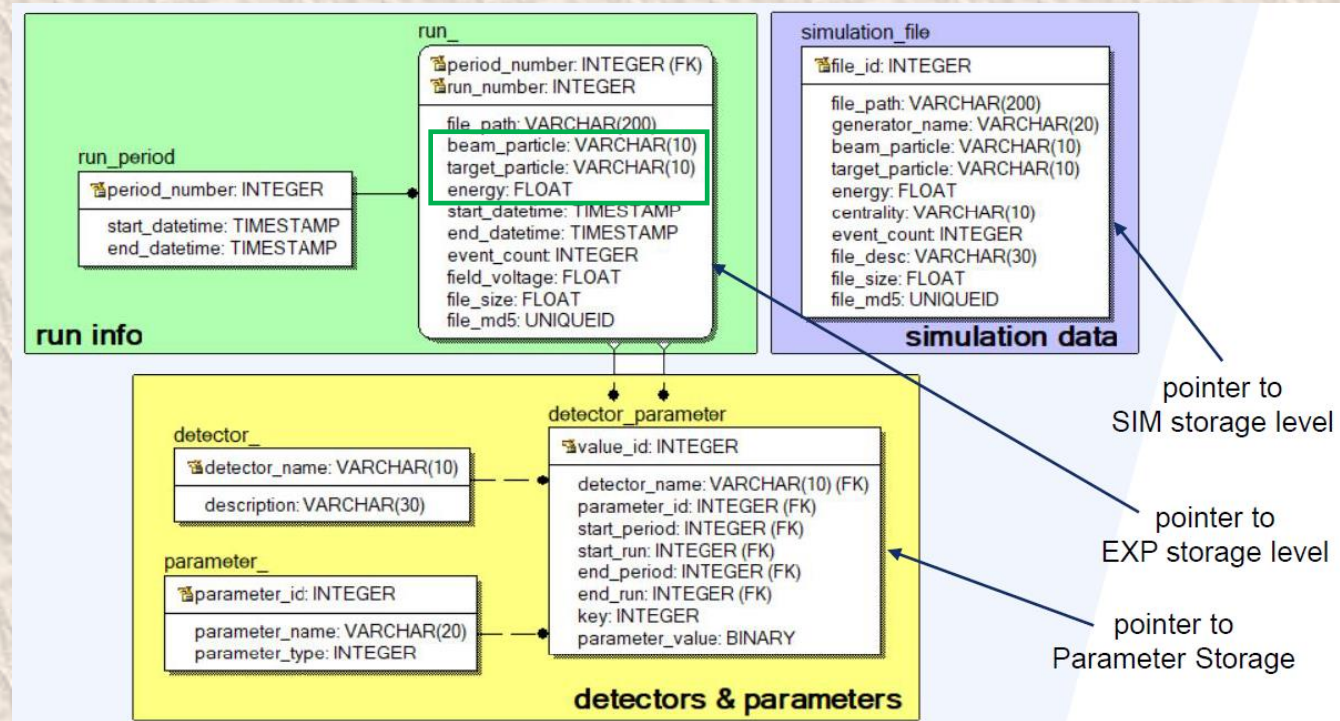 run_
period_number: INTEGER (FK)
run_number: INTEGER
file_path: VARCHAR(200)
beam_particle: VARCHAR(10)
target_particle: VARCHAR(10)
energy: FLOAT
start_datetime: TIMESTAMP
end_datetime: TIMESTAMP
event_count: INTEGER
field_voltage: FLOAT
file_size: FLOAT
file_md5: UNIQUEID
run_period
period_number: INTEGER
start_datetime: TIMESTAMP
end_datetime: TIMESTAMP
run info
simulation_file
file_id: INTEGER
file_path: VARCHAR(200)
generator_name: VARCHAR(20)
beam_particle: VARCHAR(10)
target_particle: VARCHAR(10)
energy: FLOAT
centrality: VARCHAR(10)
event_count: INTEGER
file_desc: VARCHAR(30)
file_size: FLOAT
file_md5: UNIQUEID
simulation data
detector_
detector_name: VARCHAR(10)
description: VARCHAR(30)
parameter_
parameter_id: INTEGER
parameter_name: VARCHAR(20)
parameter_type: INTEGER
detector_parameter
value_id: INTEGER
detector_name: VARCHAR(10) (FK)
parameter_id: INTEGER (FK)
start_period: INTEGER (FK)
start_run: INTEGER (FK)
end_period: INTEGER (FK)
end_run: INTEGER (FK)
key: INTEGER
parameter_value: BINARY
detectors & parameters
pointer to
SIM storage level
pointer to
EXP storage level
pointer to
Parameter Storage